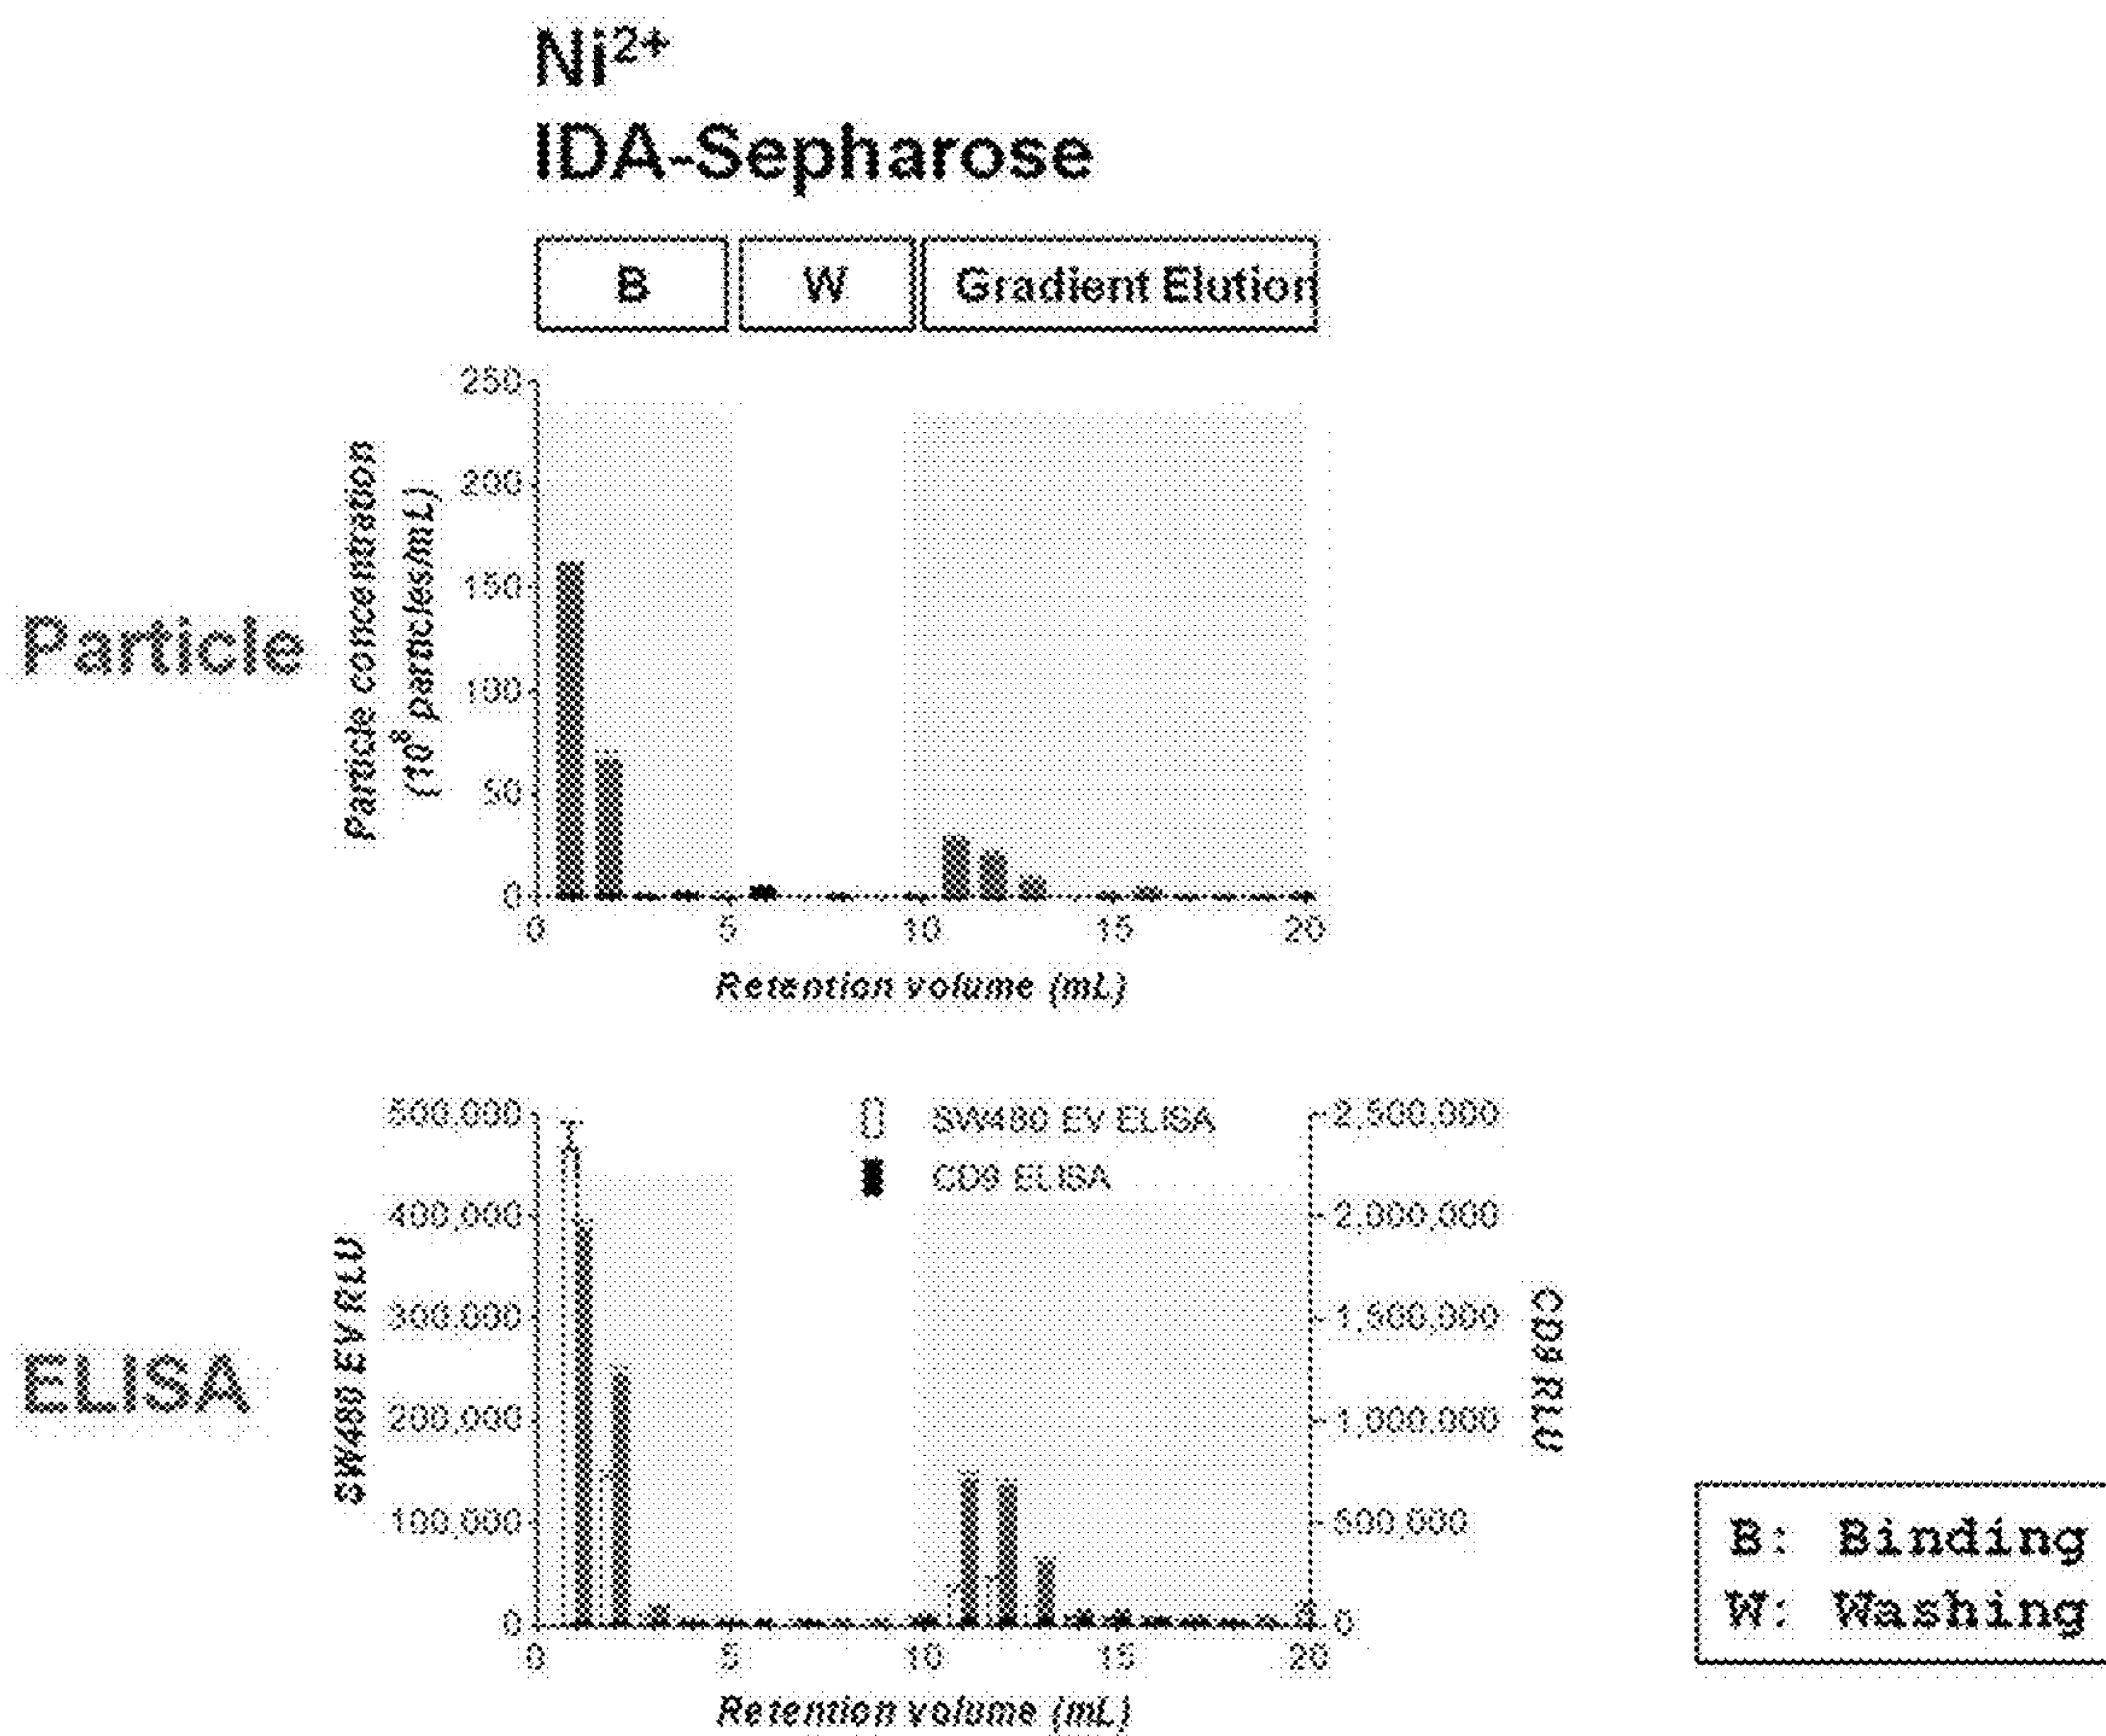 Ni²⁺
IDA-Sepharose
B W Gradient Elution
Particle
Particle concentration
(10⁸ particles/mL)
250
200
150
100
50
0
0 5 10 15 20
Retention volume (mL)
ELISA
SW480 EV RLU
500,000
400,000
300,000
200,000
100,000
0
SW480 EV ELISA
CD9 ELISA
2,500,000
2,000,000
1,500,000
1,000,000
500,000
0
CD9 RLU
0 5 10 15 20
Retention volume (mL)
B: Binding
W: Washing